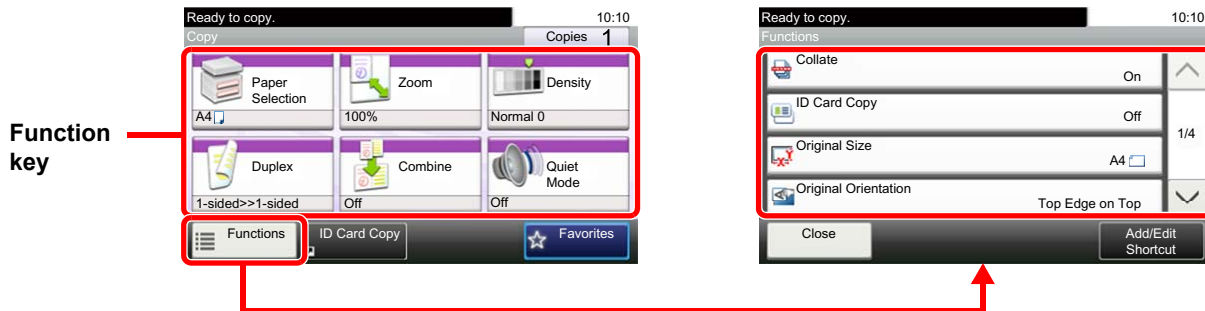 Function
key
Ready to copy.
10:10
Copy
Copies 1
Paper
Selection
A4
Zoom
100%
Density
Normal 0
Duplex
1-sided>>1-sided
Combine
Off
Quiet
Mode
Off
Functions
ID Card Copy
Favorites
Ready to copy.
10:10
Functions
Collate
On
ID Card Copy
Off
1/4
Original Size
A4
Original Orientation
Top Edge on Top
Close
Add/Edit
Shortcut